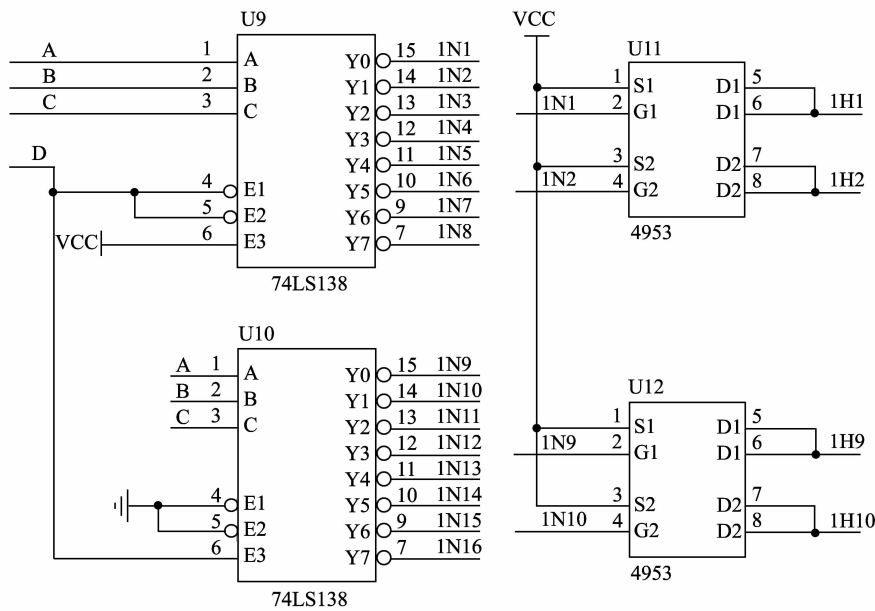 U9
A 1 A Y0 15 1N1
B 2 B Y1 14 1N2
C 3 C Y2 13 1N3
Y3 12 1N4
D Y4 11 1N5
4 E1 Y5 10 1N6
5 E2 Y6 9 1N7
VCC 6 E3 Y7 7 1N8
74LS138
U10
A 1 A Y0 15 1N9
B 2 B Y1 14 1N10
C 3 C Y2 13 1N11
Y3 12 1N12
Y4 11 1N13
4 E1 Y5 10 1N14
5 E2 Y6 9 1N15
6 E3 Y7 7 1N16
74LS138
VCC
U11
1 S1 D1 5
1N1 2 G1 D1 6 1H1
3 S2 D2 7
1N2 4 G2 D2 8 1H2
4953
U12
1 S1 D1 5
1N9 2 G1 D1 6 1H9
3 S2 D2 7
1N10 4 G2 D2 8 1H10
4953